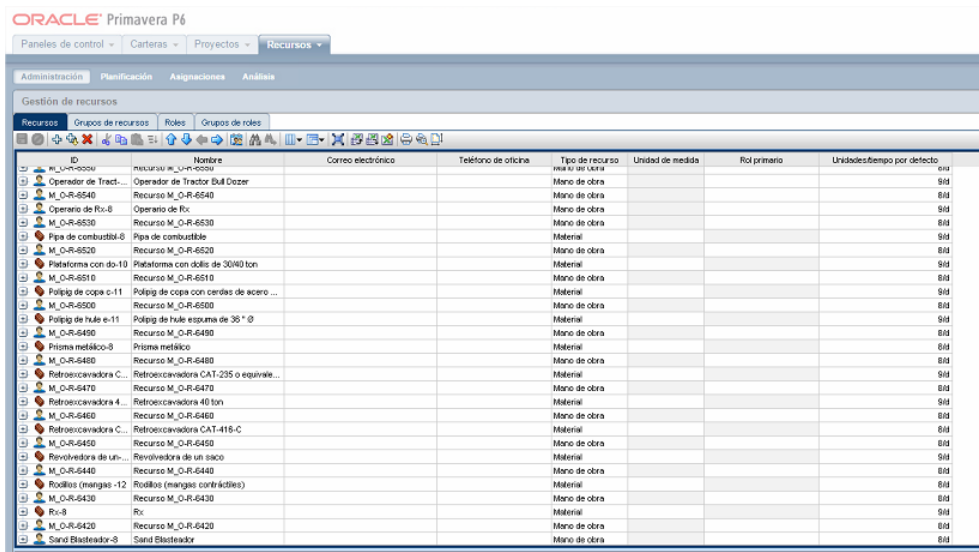 ORACLE Primavera P6
Paneles de control Carteras Proyectos Recursos
Administración Planificación Asignaciones Análisis
Gestión de recursos
Recursos Grupos de recursos Roles Grupos de roles
ID Nombre Correo electrónico Teléfono de oficina Tipo de recurso Unidad de medida Rol primario Unidades/tiempo por defecto
M_O-R-6550 Recurso M_O-R-6550 Mano de obra 8/d
Operador de Tract-... Operador de Tractor Bull Dozer Mano de obra 9/d
M_O-R-6540 Recurso M_O-R-6540 Mano de obra 8/d
Operario de Rx-8 Operario de Rx Mano de obra 9/d
M_O-R-6530 Recurso M_O-R-6530 Mano de obra 8/d
Pipa de combustibl-8 Pipa de combustible Material 9/d
M_O-R-6520 Recurso M_O-R-6520 Mano de obra 8/d
Plataforma con do-10 Plataforma con dollis de 30/40 ton Material 9/d
M_O-R-6510 Recurso M_O-R-6510 Mano de obra 8/d
Polipig de copa c-11 Polipig de copa con cerdas de acero ... Material 9/d
M_O-R-6500 Recurso M_O-R-6500 Mano de obra 8/d
Polipig de hule e-11 Polipig de hule espuma de 36 " Ø Material 9/d
M_O-R-6490 Recurso M_O-R-6490 Mano de obra 8/d
Prisma metálico-8 Prisma metálico Material 8/d
M_O-R-6480 Recurso M_O-R-6480 Mano de obra 8/d
Retroexcavadora C... Retroexcavadora CAT-235 o equivale... Material 9/d
M_O-R-6470 Recurso M_O-R-6470 Mano de obra 8/d
Retroexcavadora 4... Retroexcavadora 40 ton Material 9/d
M_O-R-6460 Recurso M_O-R-6460 Mano de obra 8/d
Retroexcavadora C... Retroexcavadora CAT-416-C Material 8/d
M_O-R-6450 Recurso M_O-R-6450 Mano de obra 8/d
Revolvedora de un-... Revolvedora de un saco Material 9/d
M_O-R-6440 Recurso M_O-R-6440 Mano de obra 8/d
Rodillos (mangas -12 Rodillos (mangas contráctiles) Material 9/d
M_O-R-6430 Recurso M_O-R-6430 Mano de obra 8/d
Rx-8 Rx Material 9/d
M_O-R-6420 Recurso M_O-R-6420 Mano de obra 8/d
Sand Blasteador-8 Sand Blasteador Mano de obra 8/d